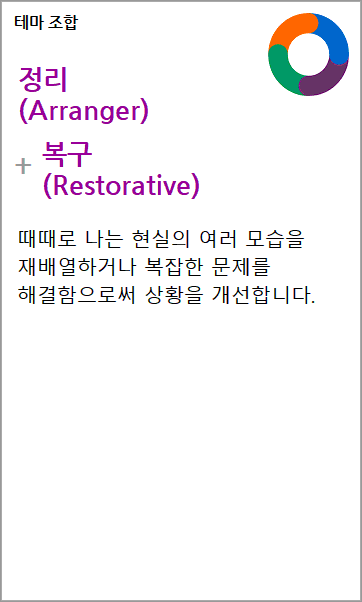 테마 조합
정리
(Arranger)
+ 복구
(Restorative)
때때로 나는 현실의 여러 모습을
재배열하거나 복잡한 문제를
해결함으로써 상황을 개선합니다.